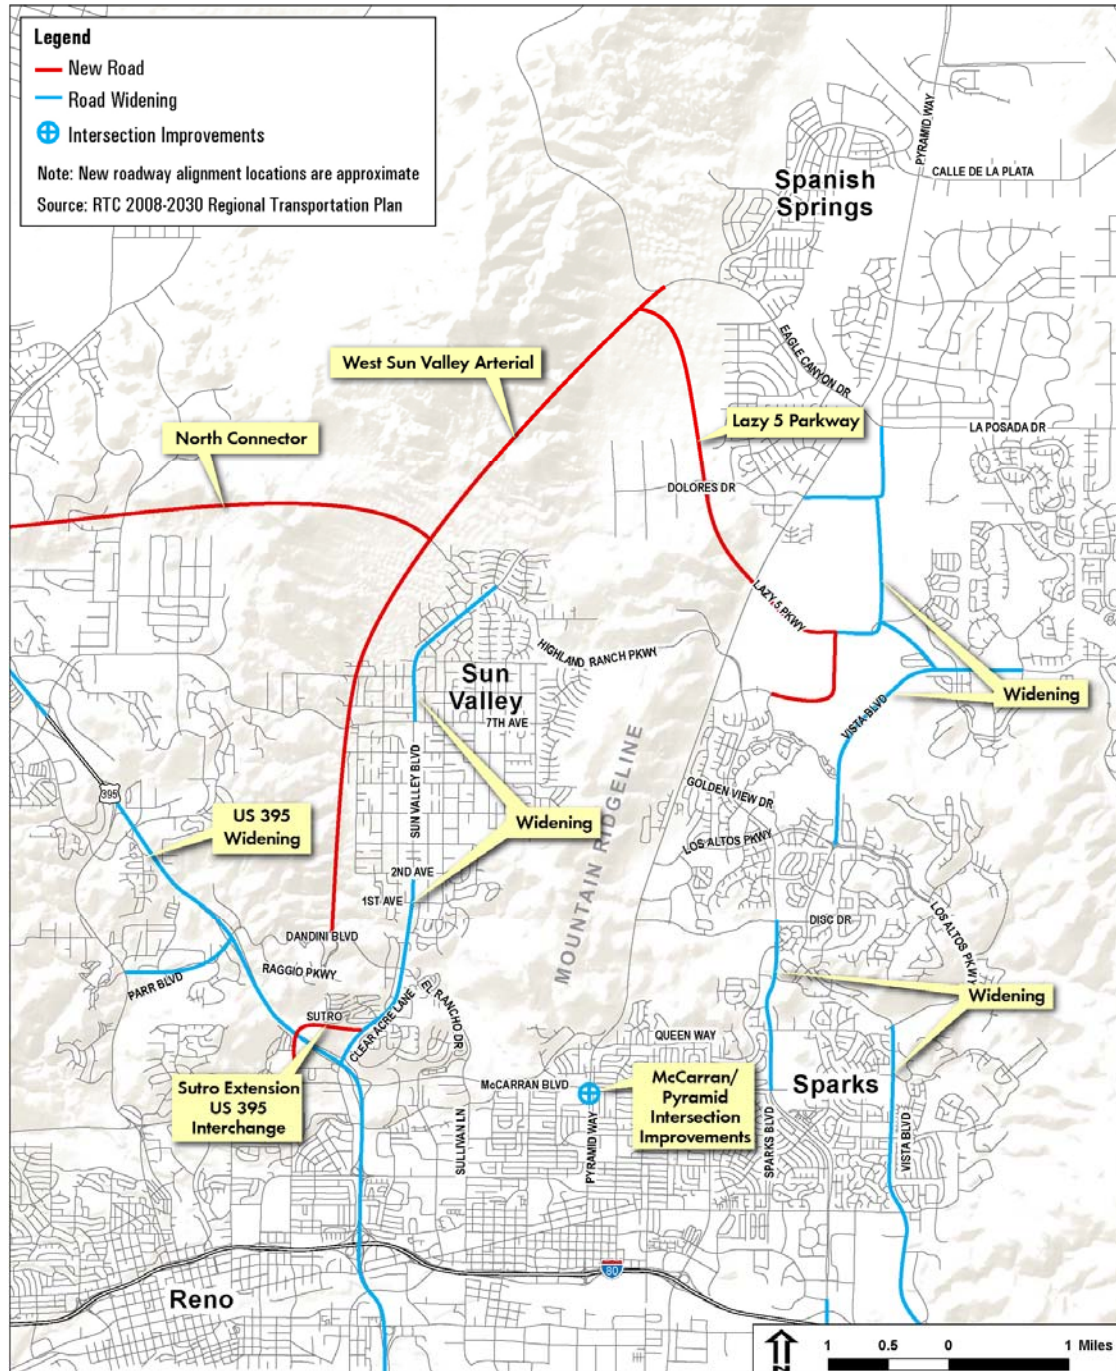 Legend
New Road
Road Widening
Intersection Improvements
Note: New roadway alignment locations are approximate
Source: RTC 2008-2030 Regional Transportation Plan
PYRAMID WAY
CALLE DE LA PLATA
Spanish
Springs
EAGLE CANYON DR
West Sun Valley Arterial
Lazy 5 Parkway
LA POSADA DR
North Connector
DOLORES DR
LAZY 5 PKWY
HIGHLAND RANCH PKWY
Sun
Valley
7TH AVE
Widening
VISTA BLVD
SUN VALLEY BLVD
MOUNTAIN RIDGELINE
GOLDEN VIEW DR
395
US 395
Widening
Widening
LOS ALTOS PKWY
2ND AVE
1ST AVE
DISC DR
LOS ALTOS PKWY
DANDINI BLVD
RAGGIO PKWY
PARR BLVD
EL RANCHO DR
Widening
SUTRO
CLEAR ACRE LANE
QUEEN WAY
McCARRAN BLVD
Sutro Extension
US 395
Interchange
McCarran/
Pyramid
Intersection
Improvements
Sparks
SULLIVAN LN
PYRAMID WAY
SPARKS BLVD
VISTA BLVD
80
Reno
N
1 0.5 0 1 Miles